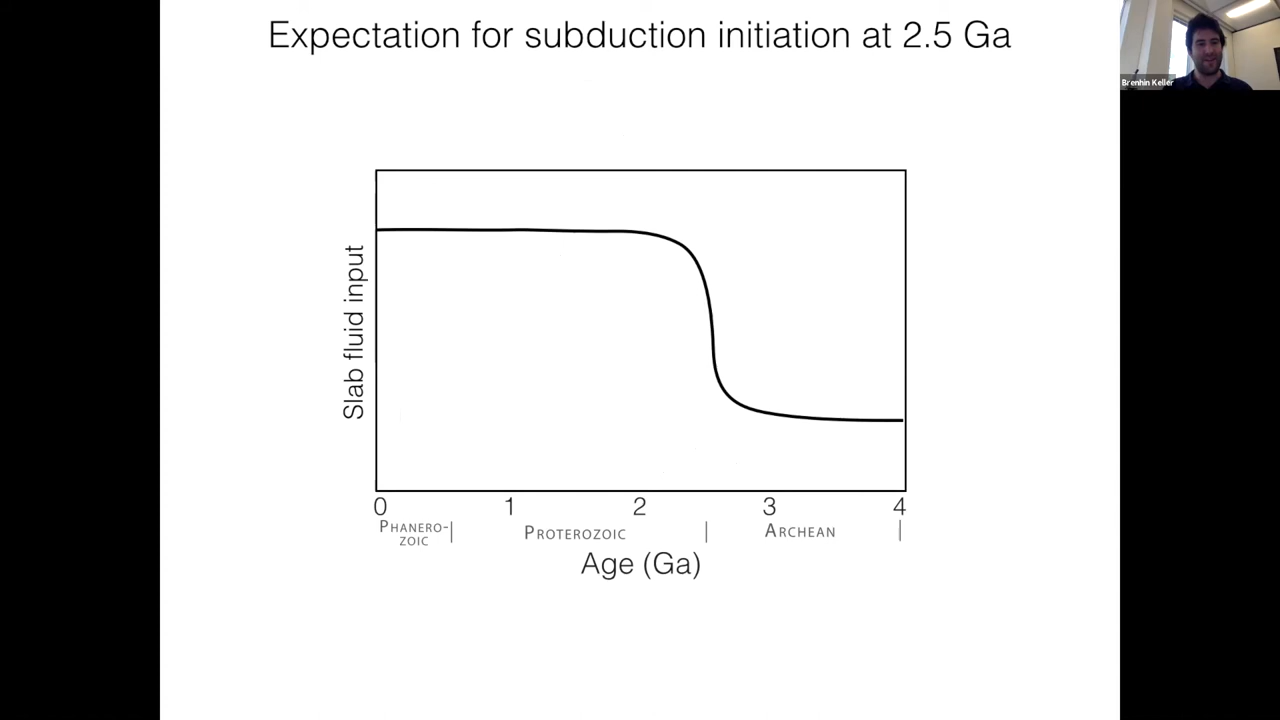 Expectation for subduction initiation at 2.5 Ga
Brenhin Keller
Slab fluid input
0 1 2 3 4
PHANERO-
ZOIC
| PROTEROZOIC | ARCHEAN |
Age (Ga)